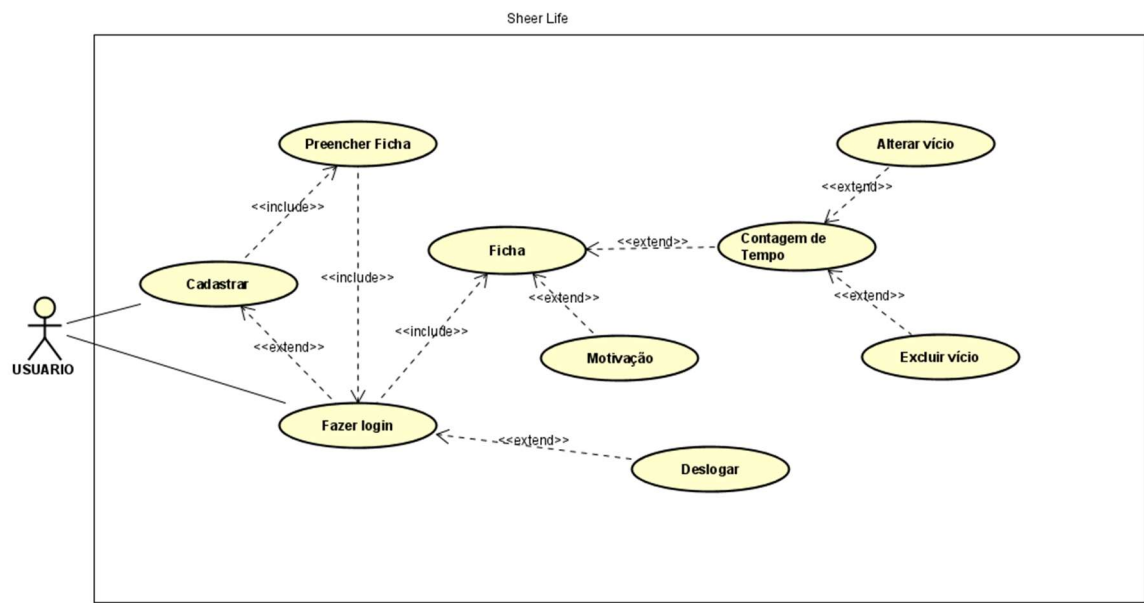 Sheer Life
Preencher Ficha
Alterar vício
<<extend>>
<<include>>
Ficha
<<extend>>
Contagem de
Tempo
<<include>>
Cadastrar
<<extend>>
<<extend>>
<<include>>
<<extend>>
Motivação
Excluir vício
USUARIO
Fazer login
<<extend>>
Deslogar